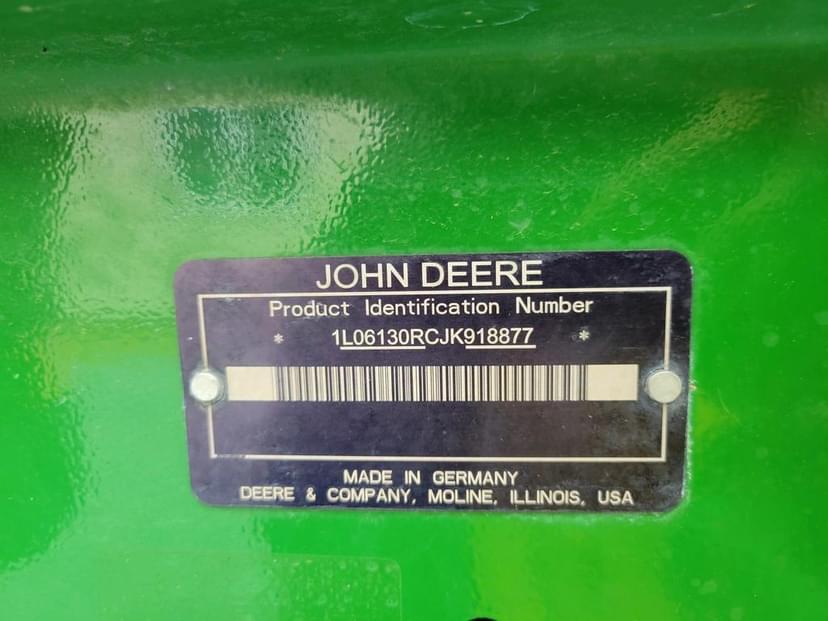 JOHN DEERE
Product Identification Number
* 1L06130RCJK918877 *
MADE IN GERMANY
DEERE & COMPANY, MOLINE, ILLINOIS, USA